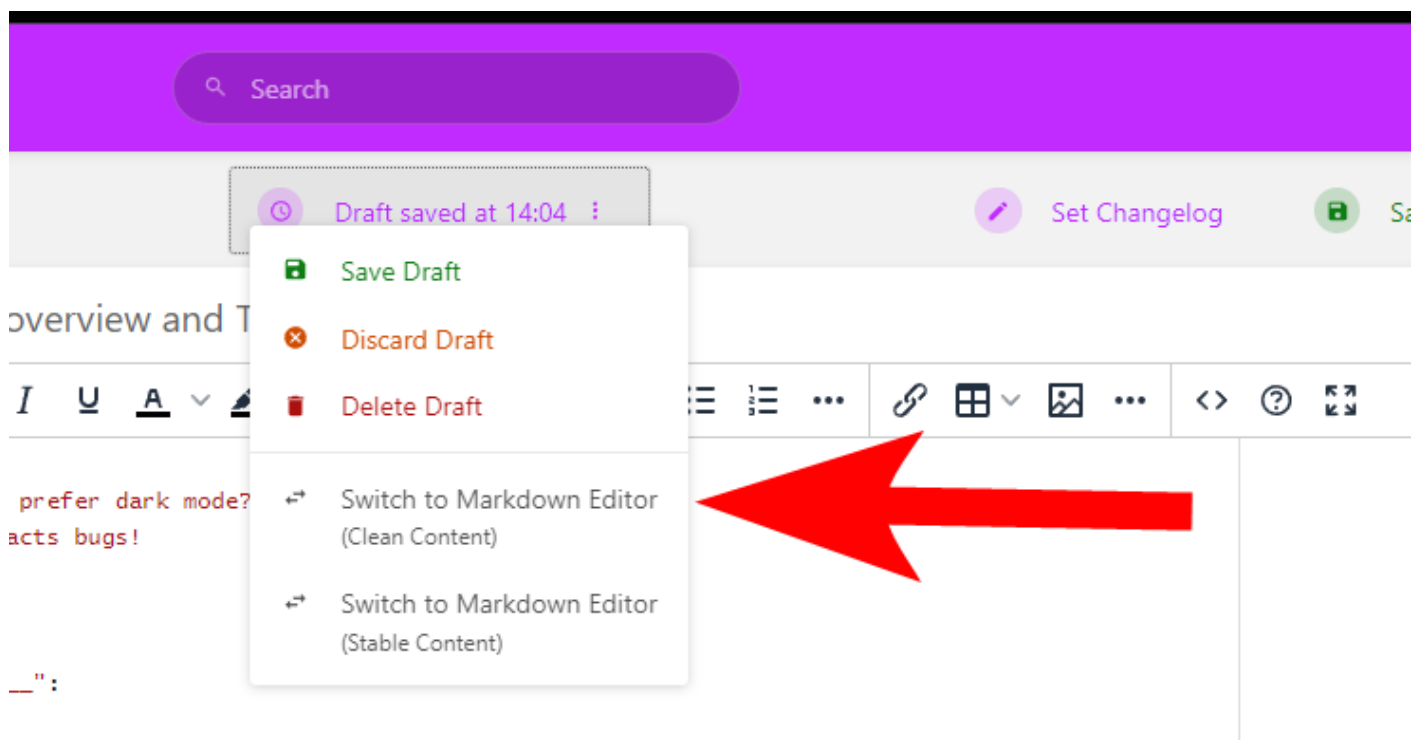 Search
Draft saved at 14:04
Set Changelog
overview and
Save Draft
Discard Draft
Delete Draft
prefer dark mode?
acts bugs!
Switch to Markdown Editor
(Clean Content)
Switch to Markdown Editor
(Stable Content)
__":